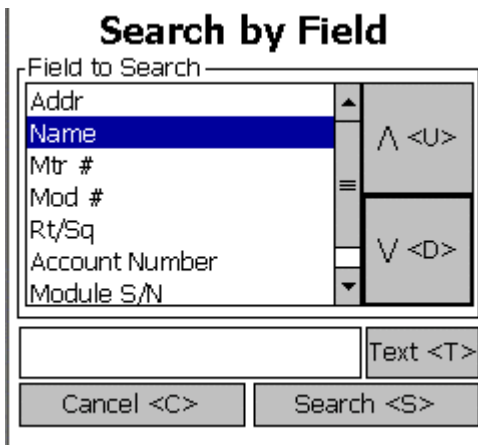 Search by Field
Field to Search
Addr
Name
Mtr #
Mod #
Rt/Sq
Account Number
Module S/N
/\ <U>
\/ <D>
Text <T>
Cancel <C>
Search <S>